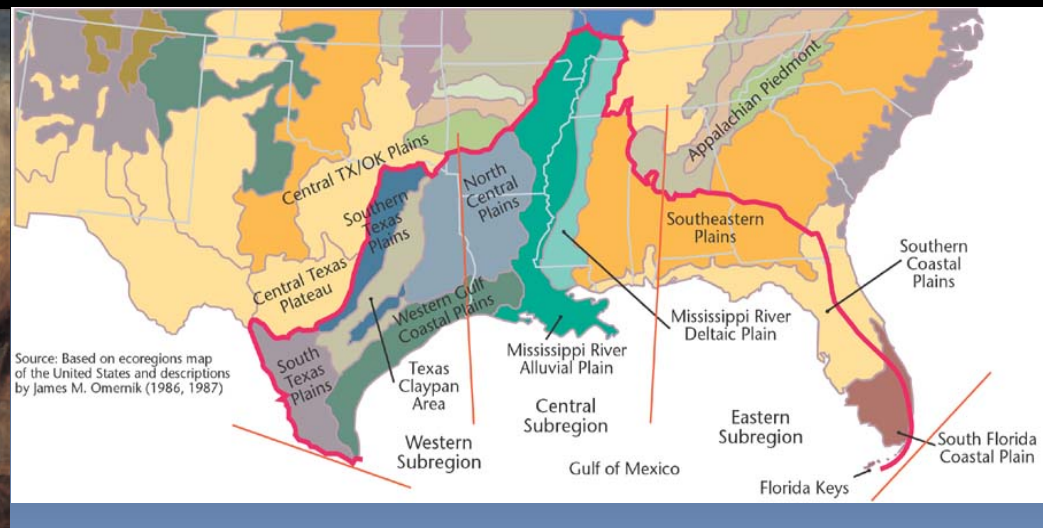 Appalachian Piedmont
Central TX/OK Plains
North
Central
Plains
Southern
Texas
Plains
Southeastern
Plains
Southern
Coastal
Plains
Central Texas
Plateau
Western Gulf
Coastal Plains
Mississippi River
Deltaic Plain
Mississippi River
Alluvial Plain
Source: Based on ecoregions map
of the United States and descriptions
by James M. Omernik (1986, 1987)
South
Texas
Plains
Texas
Claypan
Area
Central
Subregion
Eastern
Subregion
Western
Subregion
South Florida
Coastal Plain
Gulf of Mexico
Florida Keys